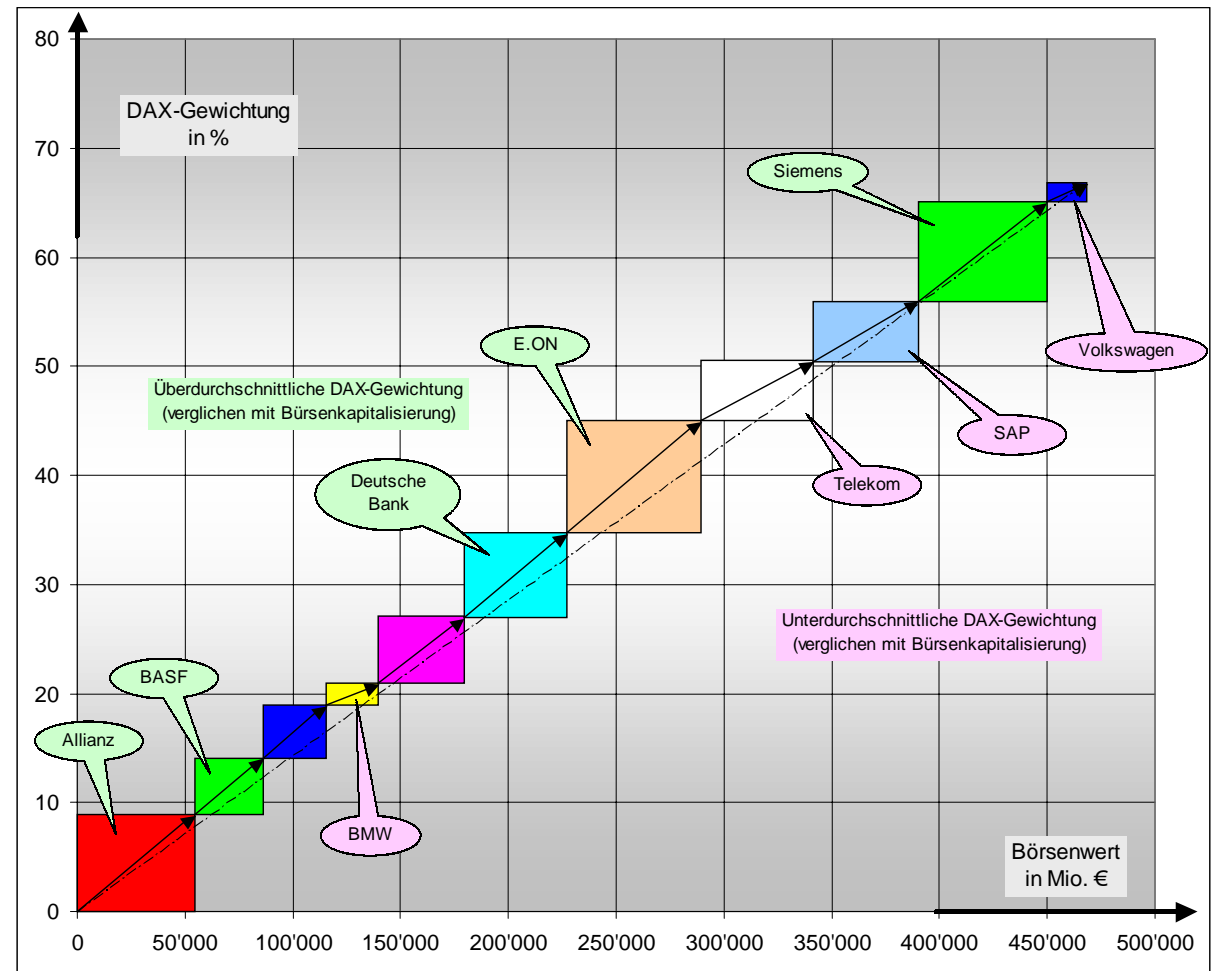 80
70
60
50
40
30
20
10
0
DAX-Gewichtung
in %
Siemens
E.ON
Volkswagen
Überdurchschnittliche DAX-Gewichtung
(verglichen mit Bürsenkapitalisierung)
SAP
Deutsche
Bank
Telekom
Unterdurchschnittliche DAX-Gewichtung
(verglichen mit Bürsenkapitalisierung)
BASF
Allianz
BMW
Börsenwert
in Mio. €
0
50'000
100'000
150'000
200'000
250'000
300'000
350'000
400'000
450'000
500'000